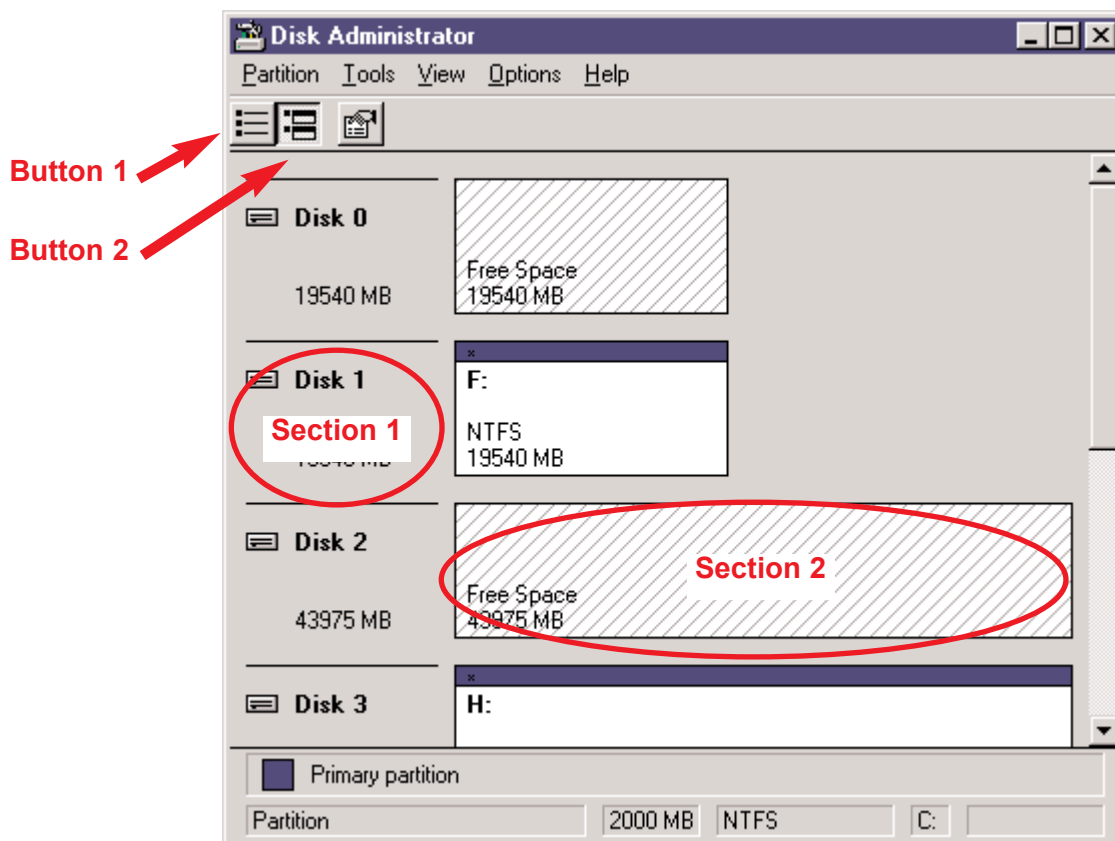 Disk Administrator
Partition Tools View Options Help
Button 1
Button 2
Disk 0
19540 MB
Free Space
19540 MB
Disk 1
Section 1
F:
NTFS
19540 MB
Disk 2
43975 MB
Section 2
Free Space
43975 MB
Disk 3
H:
Primary partition
Partition 2000 MB NTFS C: